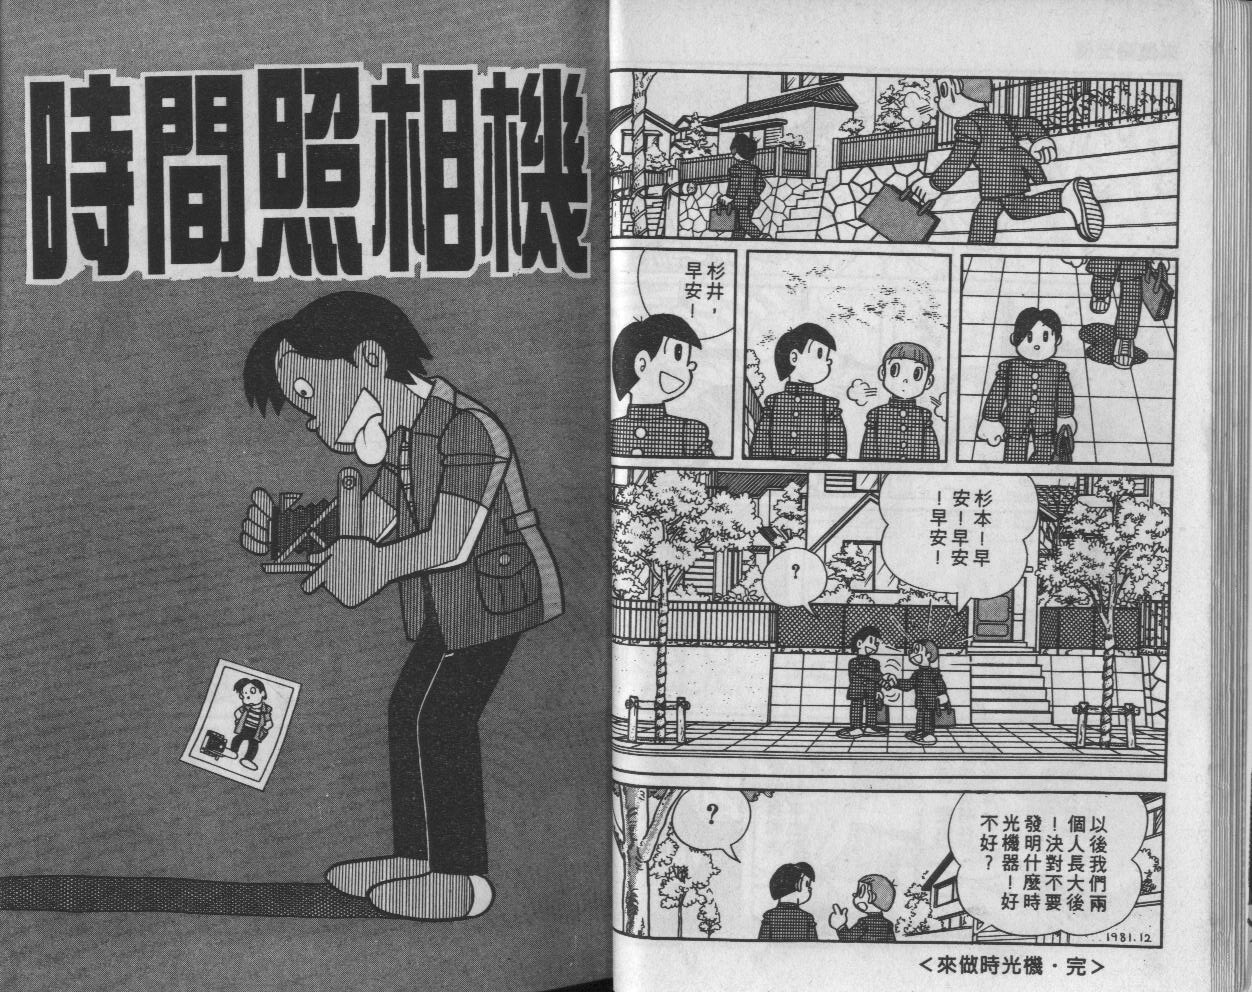 杉井，
早安！
杉本！早
安！早安
！早安！
？
以後我們兩
個人長大後
！決對不要
發明什麼時
光機器！好
不好？
？
1981.12
＜來做時光機・完＞
時間照相機